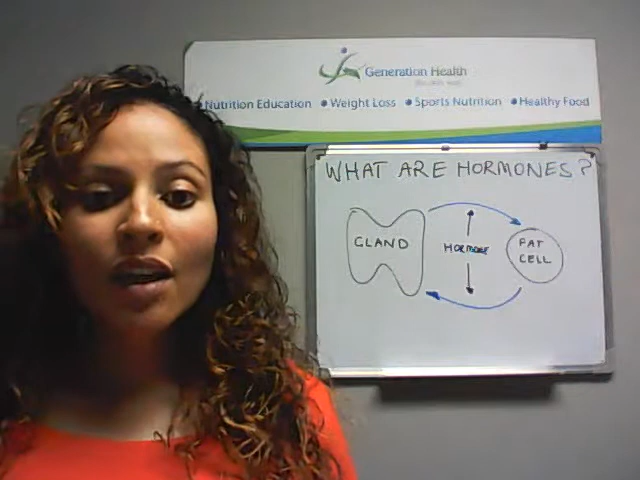 Generation Health
Nutrition Education • Weight Loss • Sports Nutrition • Healthy Food
WHAT ARE HORMONES?
GLAND
HORMONE
FAT
CELL